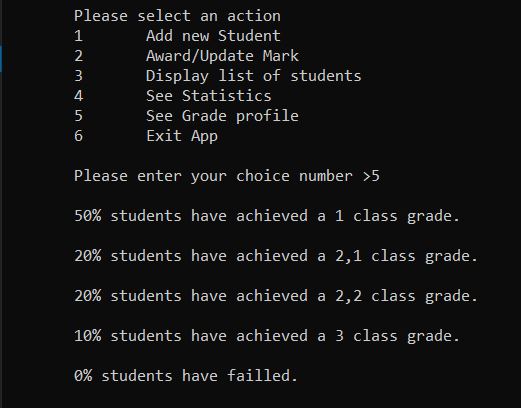 Please select an action
1 Add new Student
2 Award/Update Mark
3 Display list of students
4 See Statistics
5 See Grade profile
6 Exit App
Please enter your choice number >5
50% students have achieved a 1 class grade.
20% students have achieved a 2,1 class grade.
20% students have achieved a 2,2 class grade.
10% students have achieved a 3 class grade.
0% students have failled.